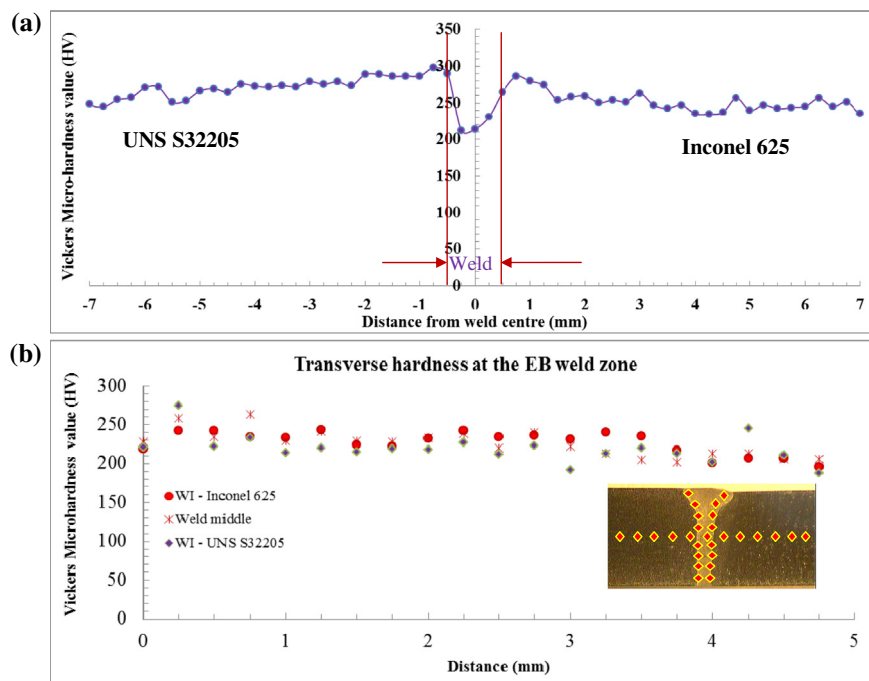 (a)
Vickers Micro-hardness value (HV)
350
300
250
200
150
100
50
0
UNS S32205
Inconel 625
Weld
-7 -6 -5 -4 -3 -2 -1 0 1 2 3 4 5 6 7
Distance from weld centre (mm)
(b)
Transverse hardness at the EB weld zone
Vickers Microhardness value (HV)
300
250
200
150
100
50
0
WI - Inconel 625
Weld middle
WI - UNS S32205
0 1 2 3 4 5
Distance (mm)